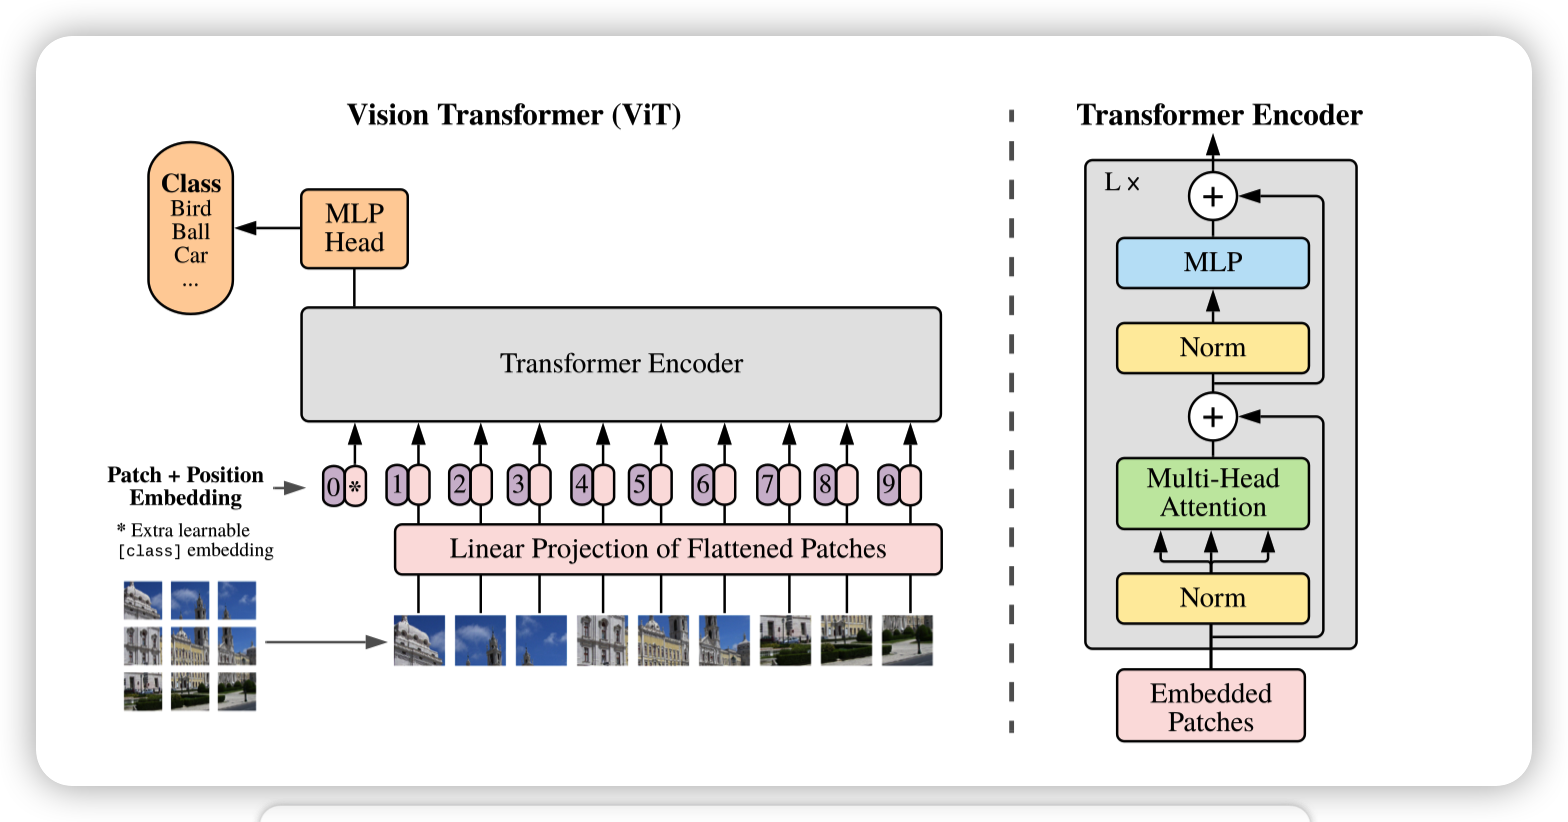 Vision Transformer (ViT)
Class
Bird
Ball
Car
...
MLP
Head
Transformer Encoder
Patch + Position
Embedding
0 * 1 2 3 4 5 6 7 8 9
* Extra learnable
[class] embedding
Linear Projection of Flattened Patches
Transformer Encoder
L x
+
MLP
Norm
+
Multi-Head
Attention
Norm
Embedded
Patches